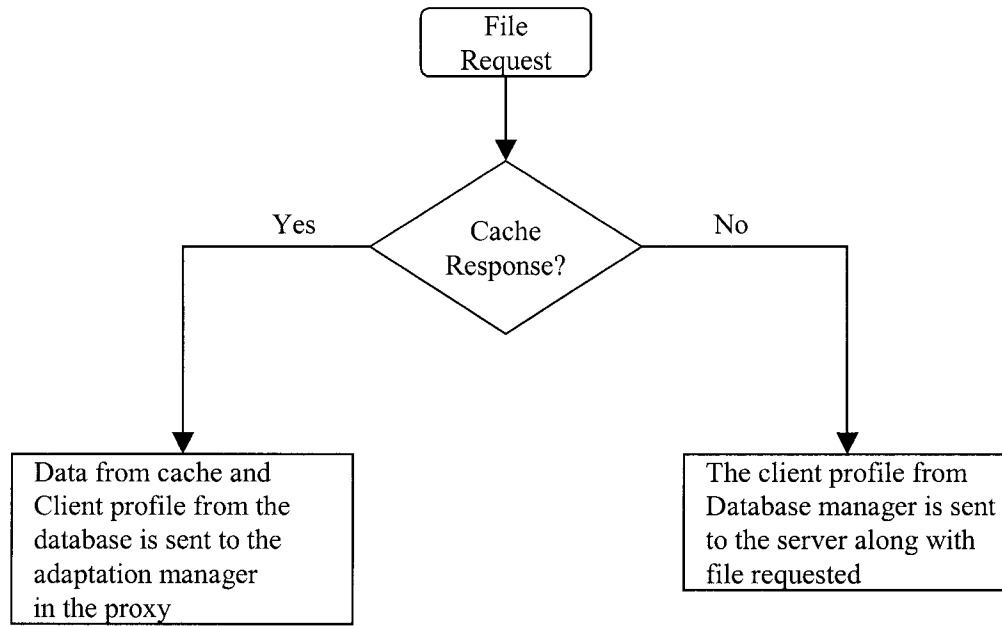 File
Request
Cache
Response?
Yes
No
Data from cache and
Client profile from the
database is sent to the
adaptation manager
in the proxy
The client profile from
Database manager is sent
to the server along with
file requested